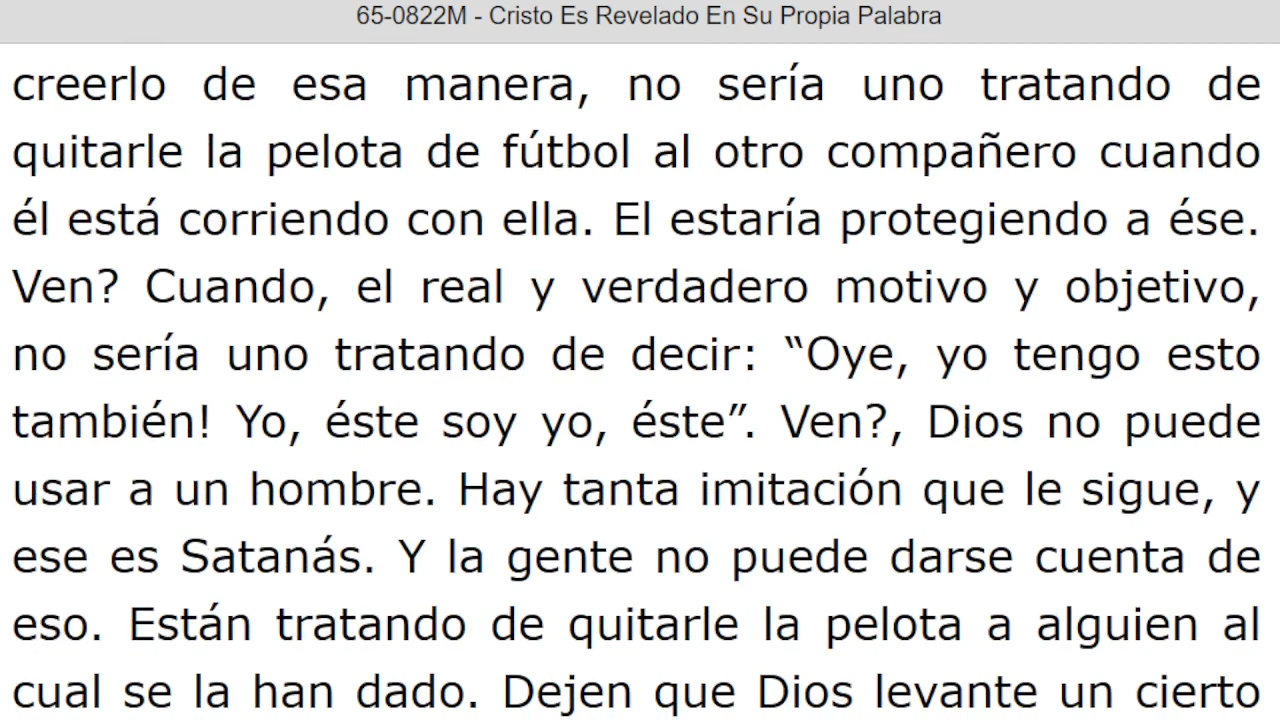 65-0822M - Cristo Es Revelado En Su Propia Palabra
creerlo de esa manera, no sería uno tratando de
quitarle la pelota de fútbol al otro compañero cuando
él está corriendo con ella. El estaría protegiendo a ése.
Ven? Cuando, el real y verdadero motivo y objetivo,
no sería uno tratando de decir: “Oye, yo tengo esto
también! Yo, éste soy yo, éste”. Ven?, Dios no puede
usar a un hombre. Hay tanta imitación que le sigue, y
ese es Satanás. Y la gente no puede darse cuenta de
eso. Están tratando de quitarle la pelota a alguien al
cual se la han dado. Dejen que Dios levante un cierto